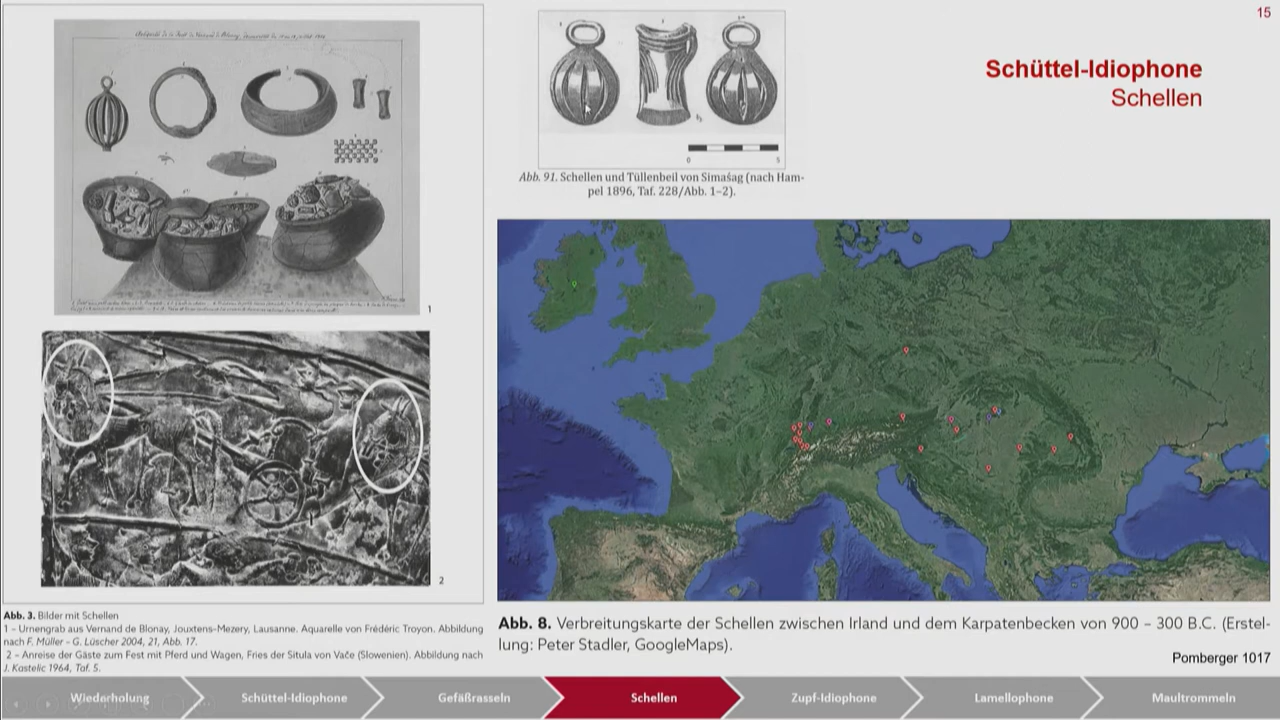 15
Schüttel-Idiophone
Schellen
1
2
0
5
Abb. 91. Schellen und Tüllenbeil von Simaśag (nach Ham-
pel 1896, Taf. 228/Abb. 1–2).
Abb. 3. Bilder mit Schellen
1 – Urnengrab aus Vernand de Blonay, Jouxtens-Mezery, Lausanne. Aquarelle von Frédéric Troyon. Abbildung
nach F. Müller – G. Lüscher 2004, 21, Abb. 17.
2 – Anreise der Gäste zum Fest mit Pferd und Wagen, Fries der Situla von Vače (Slowenien). Abbildung nach
J. Kastelic 1964, Taf. 5.
Abb. 8. Verbreitungskarte der Schellen zwischen Irland und dem Karpatenbecken von 900 – 300 B.C. (Erstel-
lung: Peter Stadler, GoogleMaps).
Pomberger 1017
Wiederholung
Schüttel-Idiophone
Gefäßrasseln
Schellen
Zupf-Idiophone
Lamellophone
Maultrommeln